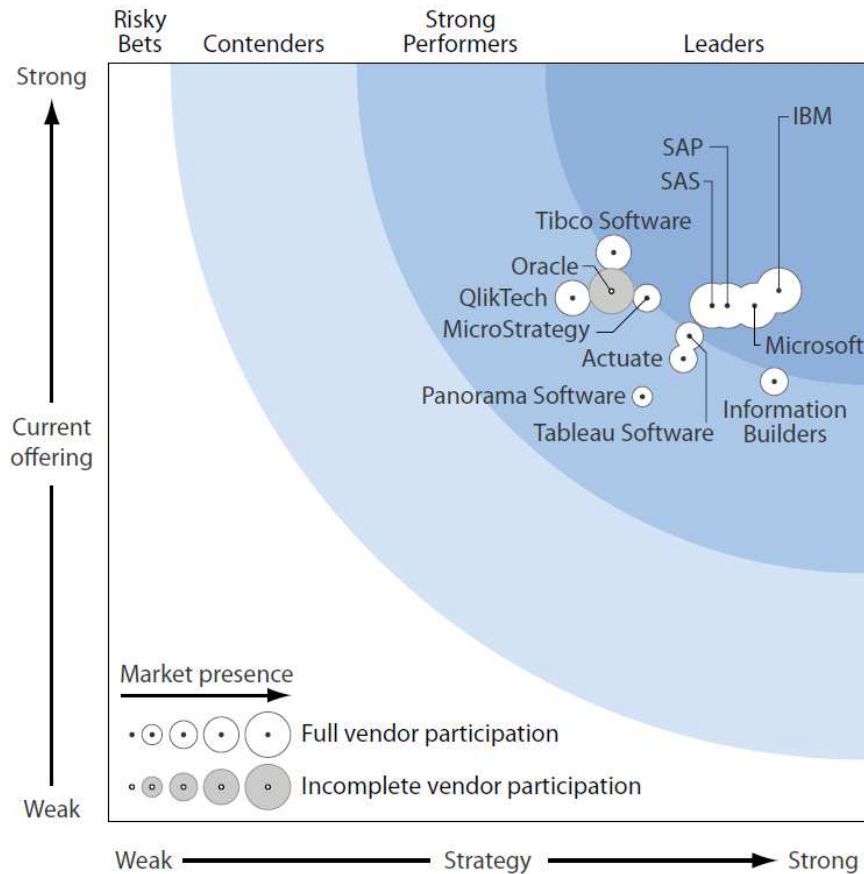 Risky
Bets
Contenders
Strong
Performers
Leaders
Strong
IBM
SAP
SAS
Tibco Software
Oracle
QlikTech
MicroStrategy
Microsoft
Actuate
Panorama Software
Tableau Software
Information
Builders
Current
offering
Market presence
Full vendor participation
Incomplete vendor participation
Weak
Weak
Strategy
Strong